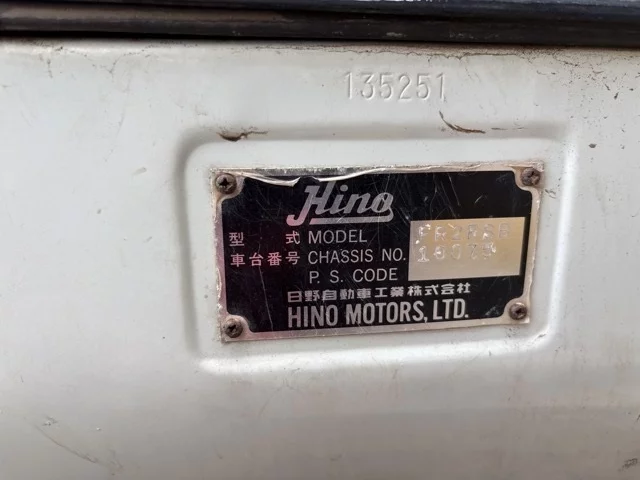 135251
Hino
型式 MODEL
車台番号 CHASSIS NO.
P. S. CODE
日野自動車工業株式会社
HINO MOTORS, LTD.